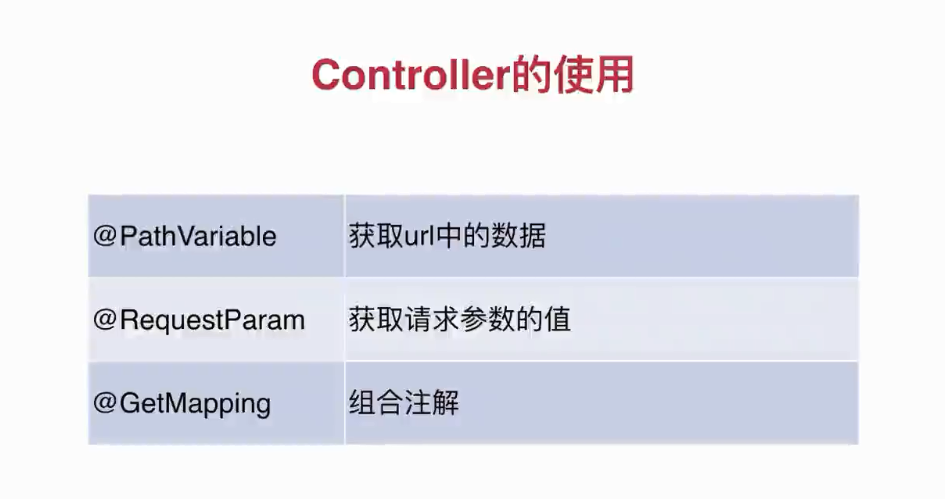 Controller的使用
@PathVariable 获取url中的数据
@RequestParam 获取请求参数的值
@GetMapping 组合注解